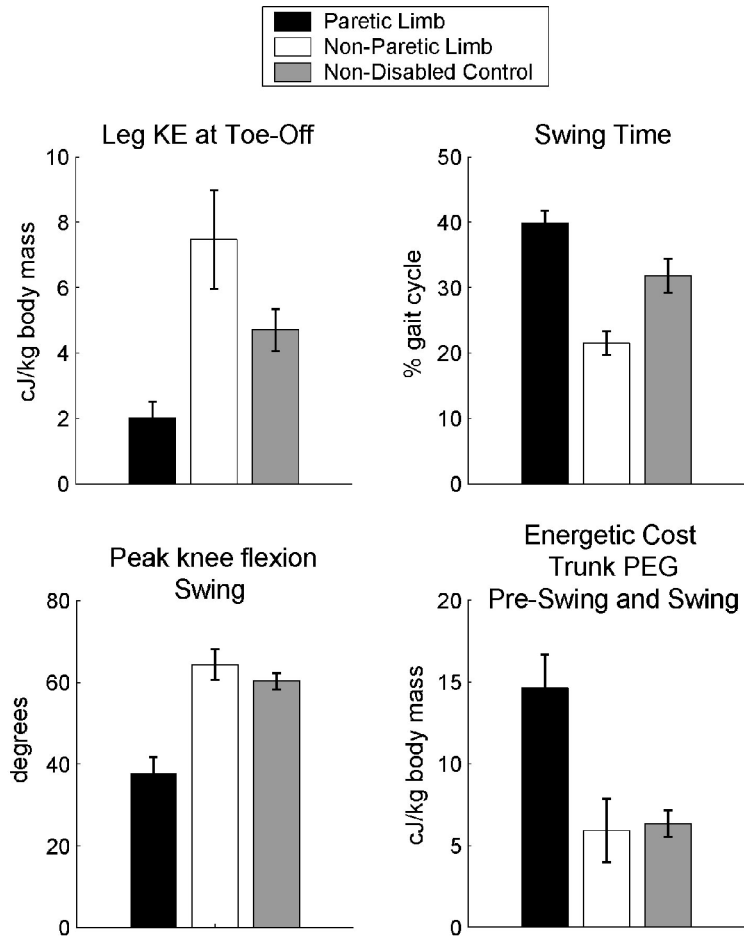 Paretic Limb
Non-Paretic Limb
Non-Disabled Control
Leg KE at Toe-Off
10
8
6
4
2
0
cJ/kg body mass
Swing Time
50
40
30
20
10
0
% gait cycle
Peak knee flexion
Swing
80
60
40
20
0
degrees
Energetic Cost
Trunk PEG
Pre-Swing and Swing
20
15
10
5
0
cJ/kg body mass